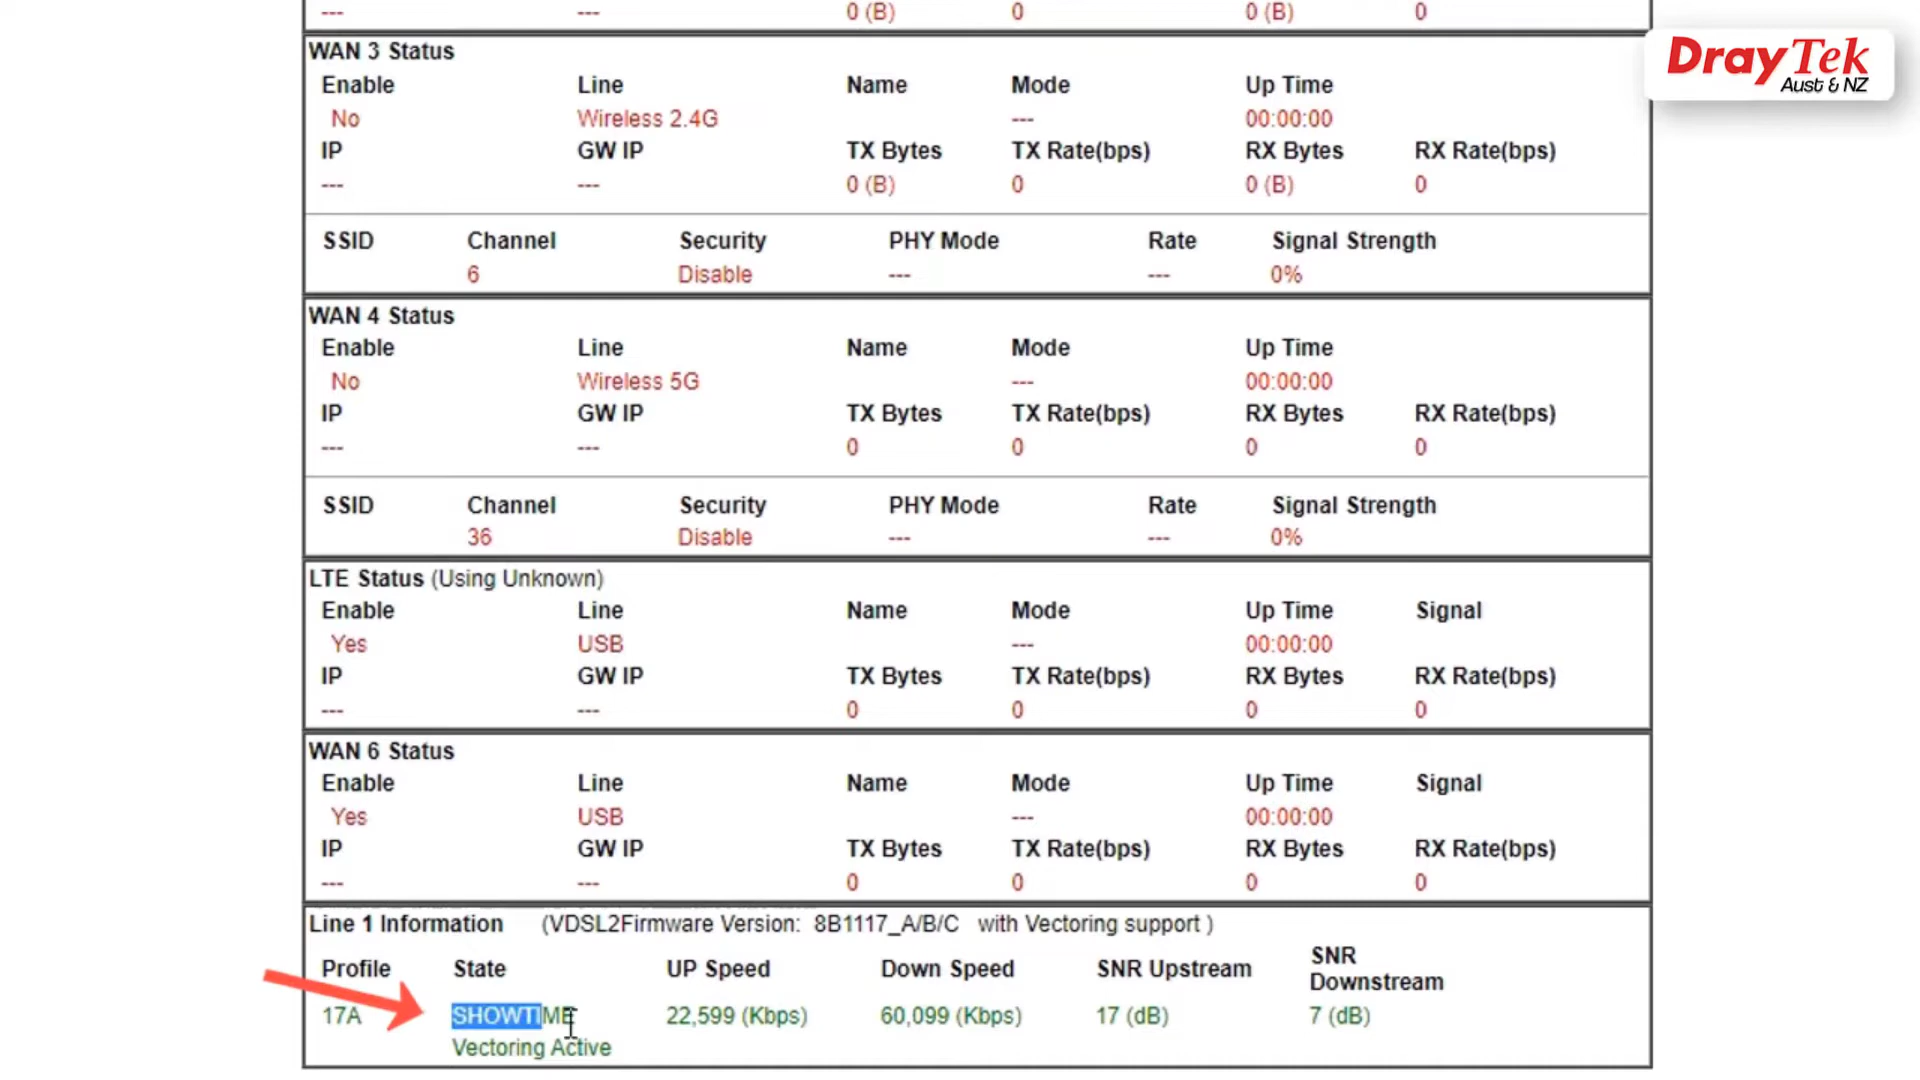 --- --- 0 (B) 0 0 (B) 0
DrayTek
Aust & NZ
WAN 3 Status
Enable Line Name Mode Up Time
No Wireless 2.4G --- 00:00:00
IP GW IP TX Bytes TX Rate(bps) RX Bytes RX Rate(bps)
--- --- 0 (B) 0 0 (B) 0
SSID Channel Security PHY Mode Rate Signal Strength
6 Disable --- --- 0%
WAN 4 Status
Enable Line Name Mode Up Time
No Wireless 5G --- 00:00:00
IP GW IP TX Bytes TX Rate(bps) RX Bytes RX Rate(bps)
--- --- 0 0 0 0
SSID Channel Security PHY Mode Rate Signal Strength
36 Disable --- --- 0%
LTE Status (Using Unknown)
Enable Line Name Mode Up Time Signal
Yes USB --- 00:00:00
IP GW IP TX Bytes TX Rate(bps) RX Bytes RX Rate(bps)
--- --- 0 0 0 0
WAN 6 Status
Enable Line Name Mode Up Time Signal
Yes USB --- 00:00:00
IP GW IP TX Bytes TX Rate(bps) RX Bytes RX Rate(bps)
--- --- 0 0 0 0
Line 1 Information (VDSL2Firmware Version: 8B1117_A/B/C with Vectoring support )
Profile State UP Speed Down Speed SNR Upstream SNR Downstream
17A SHOWTIME 22,599 (Kbps) 60,099 (Kbps) 17 (dB) 7 (dB)
Vectoring Active